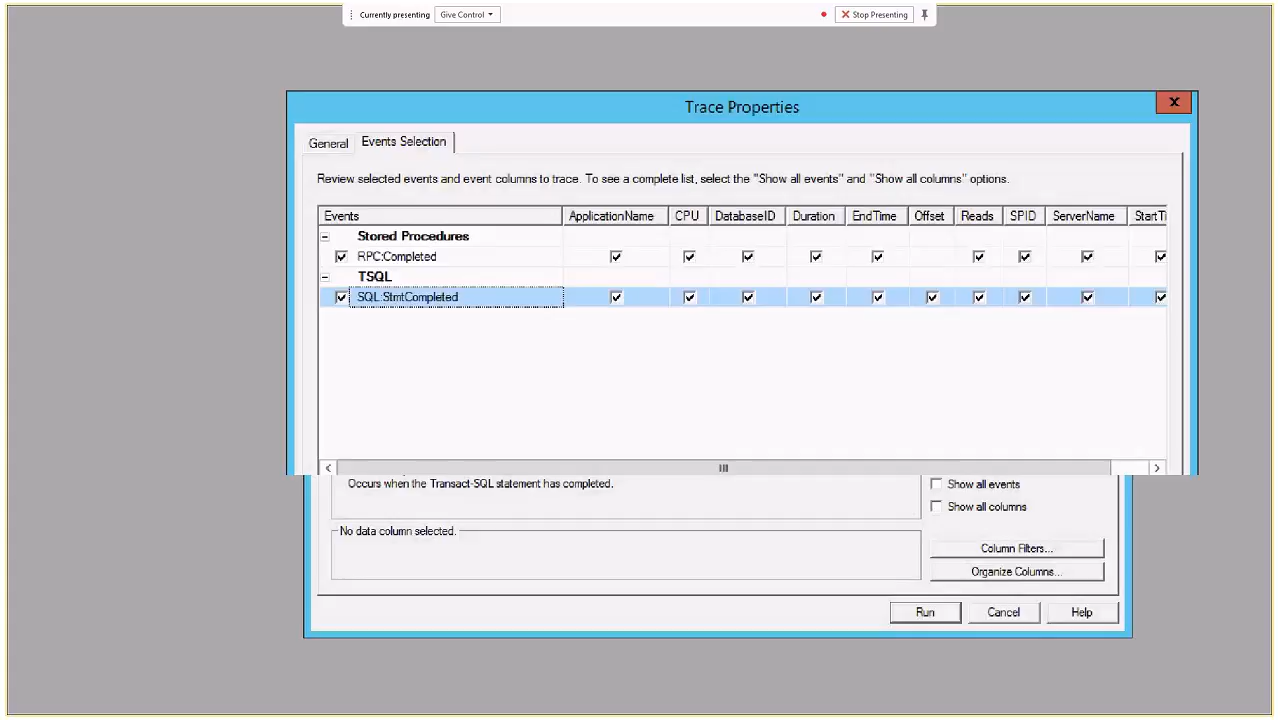 Currently presenting Give Control Stop Presenting
Trace Properties
General Events Selection
Review selected events and event columns to trace. To see a complete list, select the "Show all events" and "Show all columns" options.
Events ApplicationName CPU DatabaseID Duration EndTime Offset Reads SPID ServerName StartTi
Stored Procedures
RPC:Completed
TSQL
SQL:StmtCompleted
Occurs when the Transact-SQL statement has completed.
Show all events
Show all columns
No data column selected.
Column Filters...
Organize Columns...
Run Cancel Help